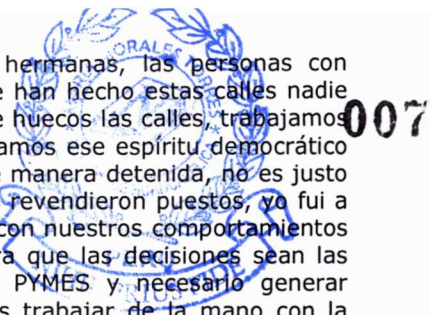 hermanas, las personas con
han hecho estas calles nadie
e huecos las calles, trabajamos
007
amos ese espíritu democrático
e manera detenida, no es justo
revendieron puestos, yo fui a
con nuestros comportamientos
ra que las decisiones sean las
PYMES y necesario generar
s trabajar de la mano con la